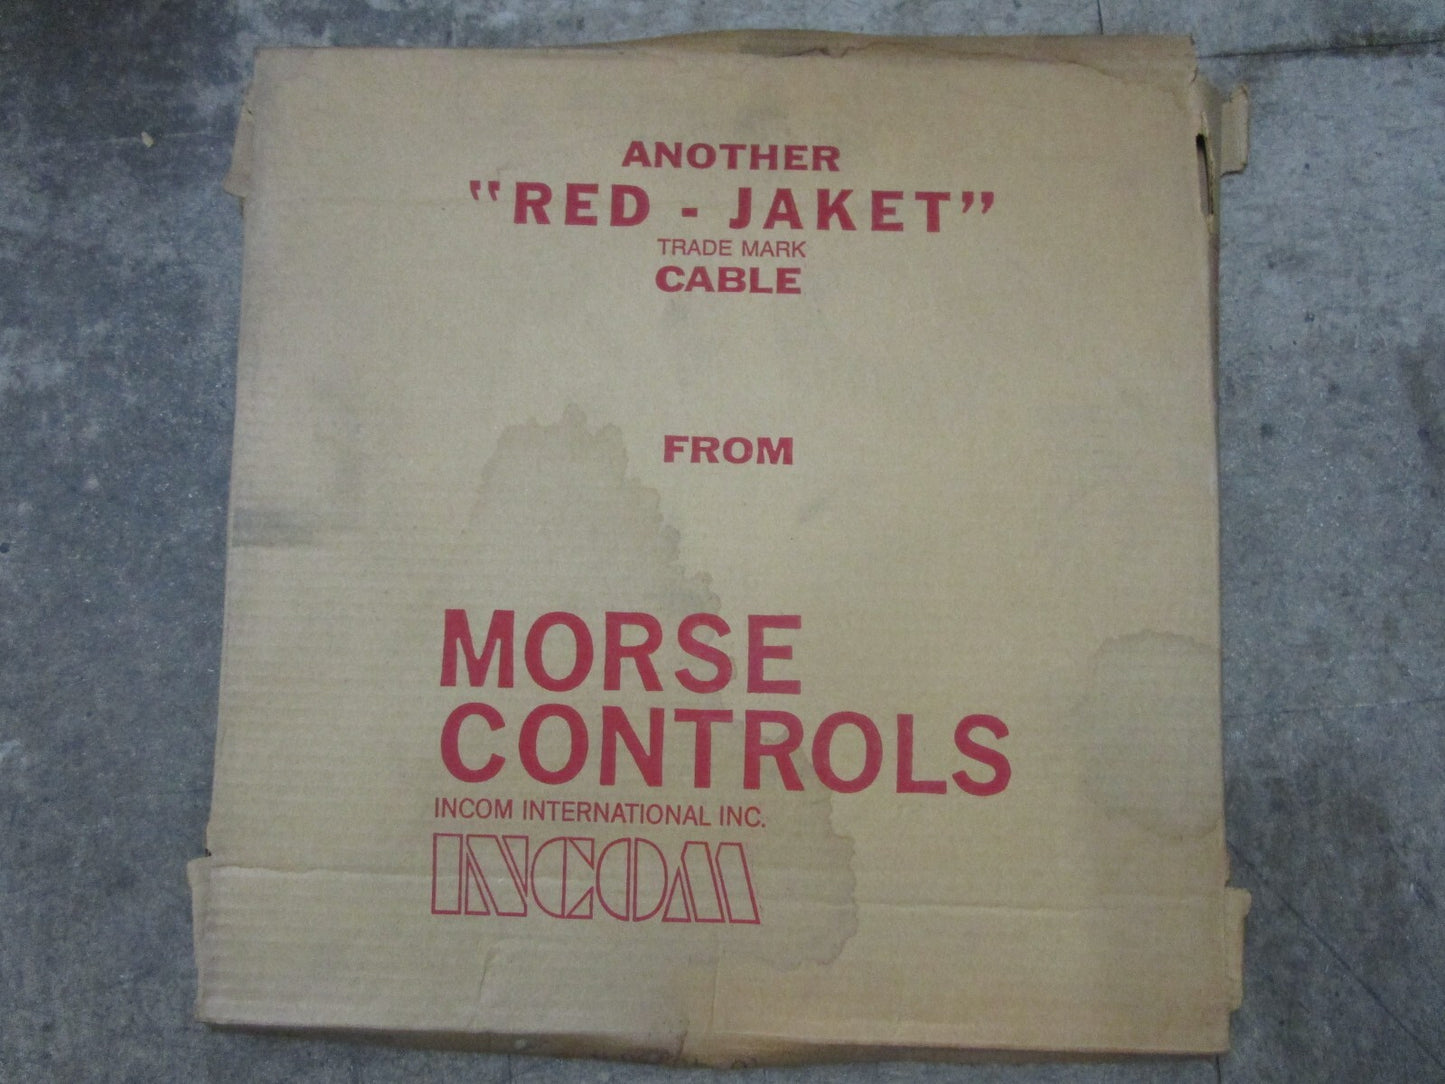 ANOTHER
"RED - JAKET"
TRADE MARK
CABLE
FROM
MORSE
CONTROLS
INCOM INTERNATIONAL INC.
INCOM